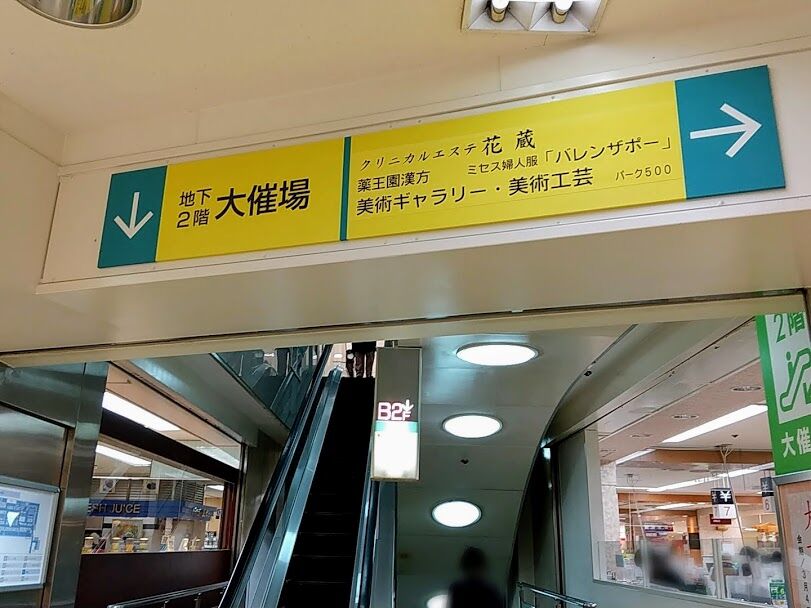 地下
2階
大催場
クリニカルエステ 花蔵
薬王園漢方
ミセス婦人服「バレンザポー」
美術ギャラリー・美術工芸
パーク500
B2
2階
大催
¥
7
6